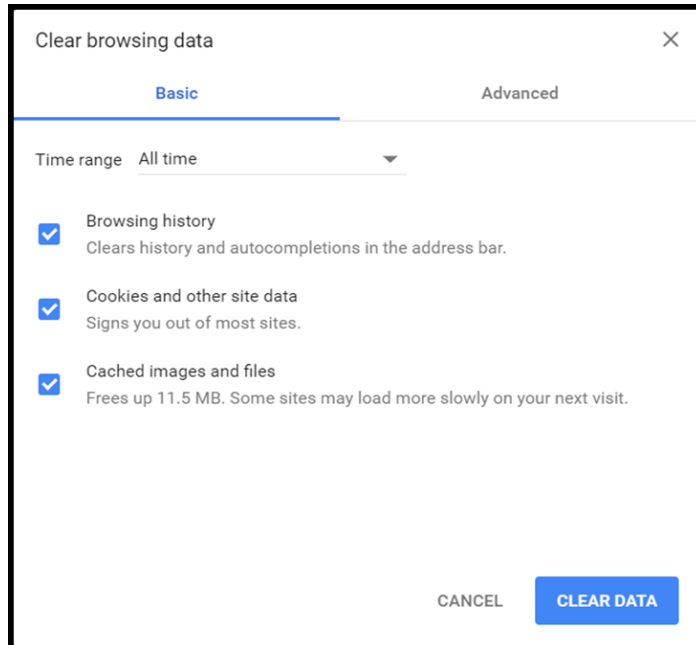 Clear browsing data
Basic Advanced
Time range All time
Browsing history
Clears history and autocompletions in the address bar.
Cookies and other site data
Signs you out of most sites.
Cached images and files
Frees up 11.5 MB. Some sites may load more slowly on your next visit.
CANCEL CLEAR DATA